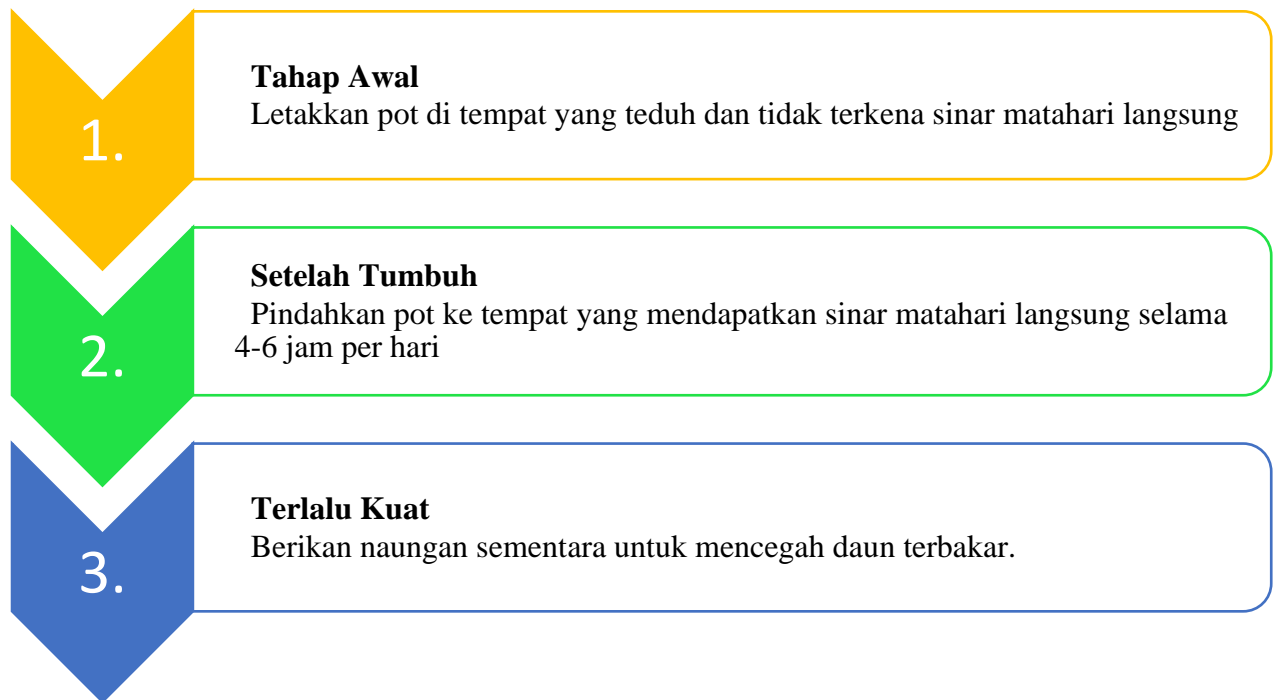 1.
Tahap Awal
Letakkan pot di tempat yang teduh dan tidak terkena sinar matahari langsung
2.
Setelah Tumbuh
Pindahkan pot ke tempat yang mendapatkan sinar matahari langsung selama
4-6 jam per hari
3.
Terlalu Kuat
Berikan naungan sementara untuk mencegah daun terbakar.